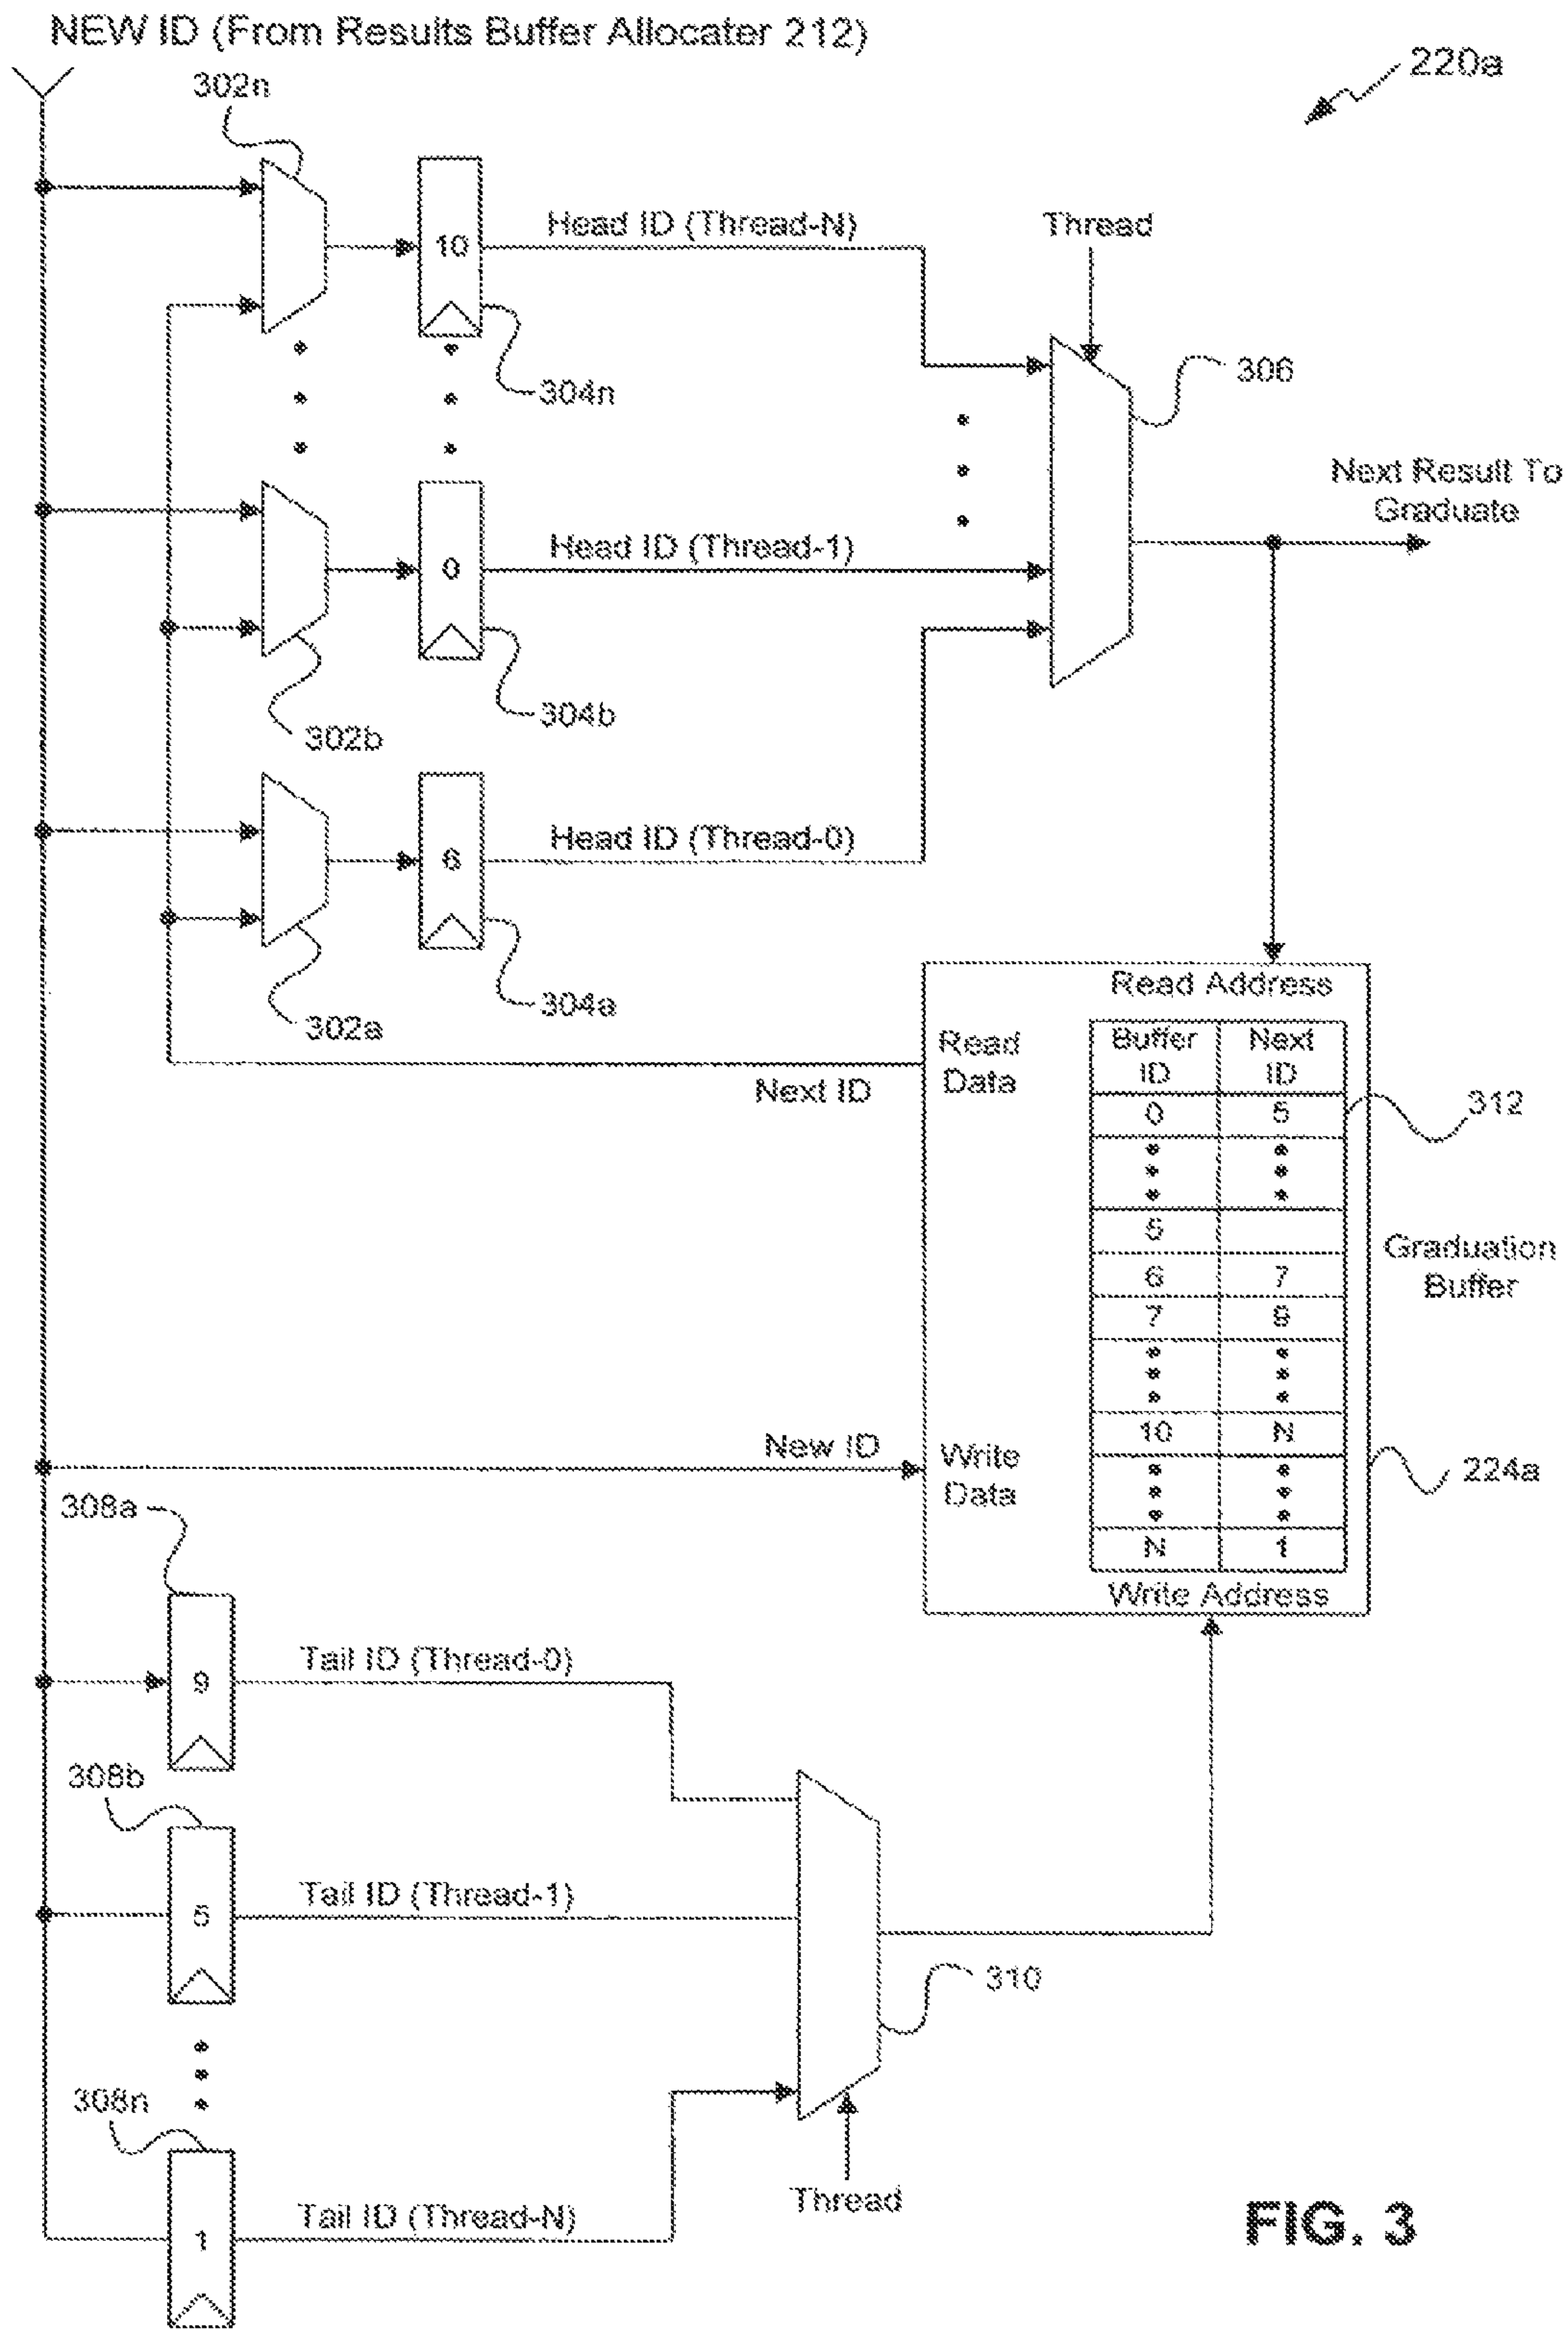 NEW ID (From Results Buffer Allocater 212)
220a
302n
10
Head ID (Thread-N)
Thread
304n
306
Next Result To
Graduate
0
Head ID (Thread-1)
304b
302b
6
Head ID (Thread-0)
304a
302a
Read Address
Read
Data
Buffer
ID
Next
ID
Next ID
312
0 5
5
Graduation
Buffer
6 7
7 9
10 N
New ID
Write
Data
224a
N 1
Write Address
308a
9
Tail ID (Thread-0)
308b
5
Tail ID (Thread-1)
310
308n
Thread
1
Tail ID (Thread-N)
FIG. 3